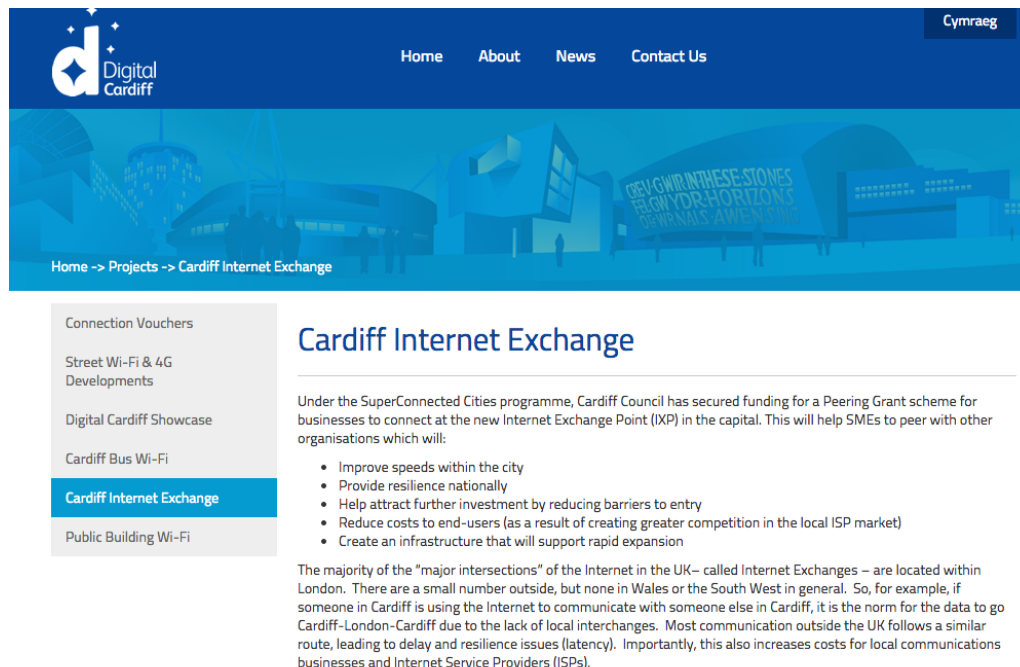 Cymraeg
Digital
Cardiff
Home About News Contact Us
CREU GWIR IN THESE STONES
FEL GWYDR HORIZONS
O FFWRNAIS AWEN SING
Home -> Projects -> Cardiff Internet Exchange
Connection Vouchers
Street Wi-Fi & 4G
Developments
Digital Cardiff Showcase
Cardiff Bus Wi-Fi
Cardiff Internet Exchange
Public Building Wi-Fi
Cardiff Internet Exchange
Under the SuperConnected Cities programme, Cardiff Council has secured funding for a Peering Grant scheme for
businesses to connect at the new Internet Exchange Point (IXP) in the capital. This will help SMEs to peer with other
organisations which will:
• Improve speeds within the city
• Provide resilience nationally
• Help attract further investment by reducing barriers to entry
• Reduce costs to end-users (as a result of creating greater competition in the local ISP market)
• Create an infrastructure that will support rapid expansion
The majority of the "major intersections" of the Internet in the UK– called Internet Exchanges – are located within
London. There are a small number outside, but none in Wales or the South West in general. So, for example, if
someone in Cardiff is using the Internet to communicate with someone else in Cardiff, it is the norm for the data to go
Cardiff-London-Cardiff due to the lack of local interchanges. Most communication outside the UK follows a similar
route, leading to delay and resilience issues (latency). Importantly, this also increases costs for local communications
businesses and Internet Service Providers (ISPs).